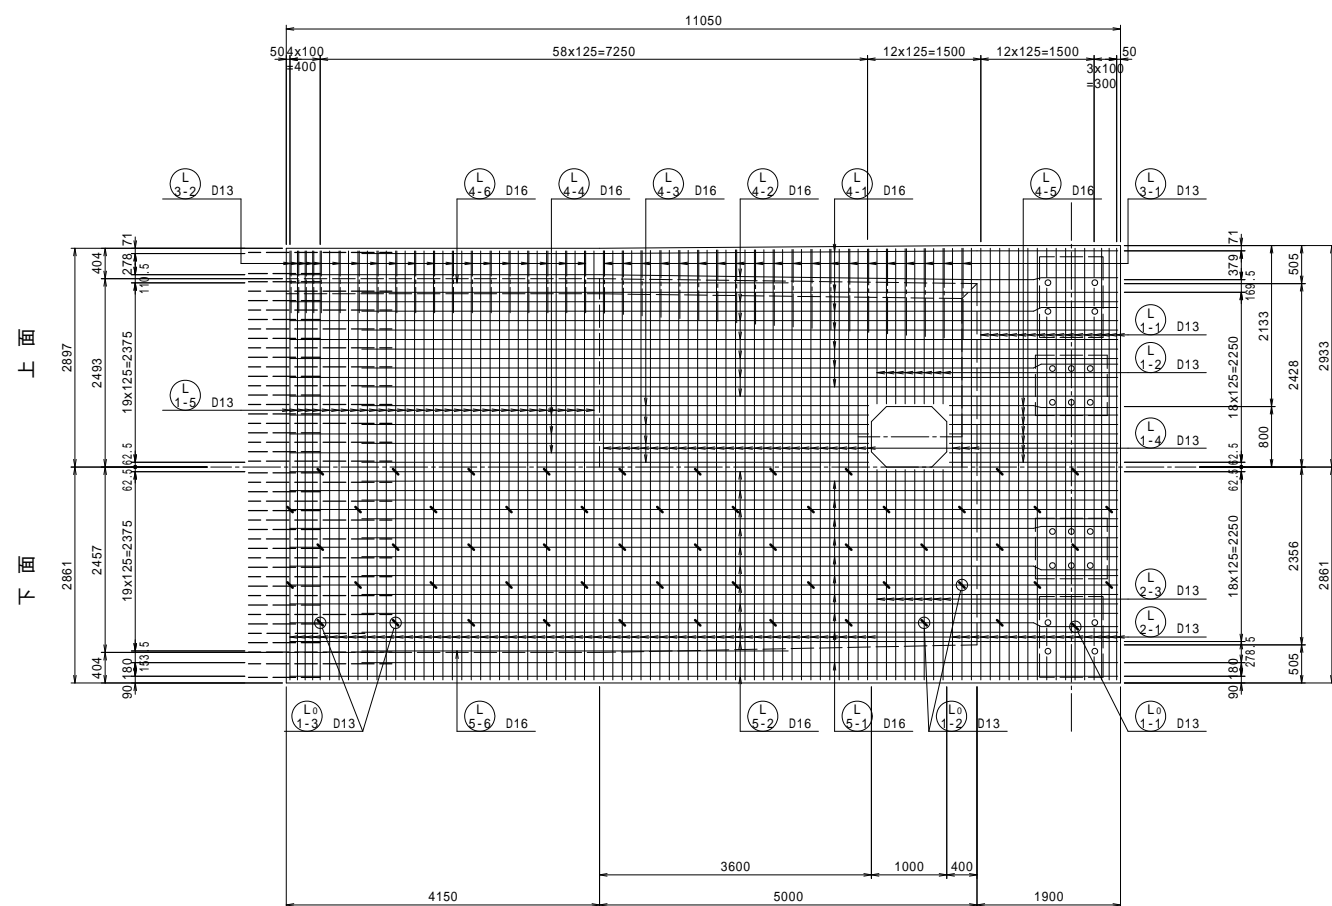 11050
50
4x100
=400
58x125=7250
12x125=1500
12x125=1500
3x100
=300
50
L
3-2 D13
L
4-6 D16
L
4-4 D16
L
4-3 D16
L
4-2 D16
L
4-1 D16
L
4-5 D16
L
3-1 D13
上面
2897
404
2493
71
278
110.5
19x125=2375
62.5
L
1-5 D13
71
379
169.5
18x125=2250
62.5
2133
800
505
2428
2933
L
1-1 D13
L
1-2 D13
L
1-4 D13
下面
2861
2457
404
62.5
19x125=2375
153.5
180
90
62.5
18x125=2250
278.5
180
90
2356
505
2861
L
2-3 D13
L
2-1 D13
L0
1-3 D13
L
5-6 D16
L
5-2 D16
L
5-1 D16
L0
1-2 D13
L0
1-1 D13
3600
1000
400
4150
5000
1900